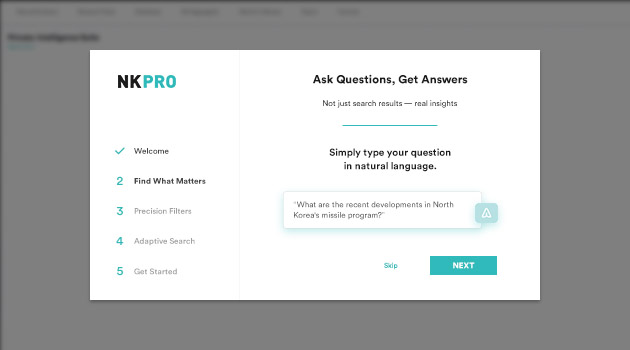 NKPRO
Welcome
2 Find What Matters
3 Precision Filters
4 Adaptive Search
5 Get Started
Ask Questions, Get Answers
Not just search results — real insights
Simply type your question
in natural language.
"What are the recent developments in North
Korea's missile program?"
Skip
NEXT